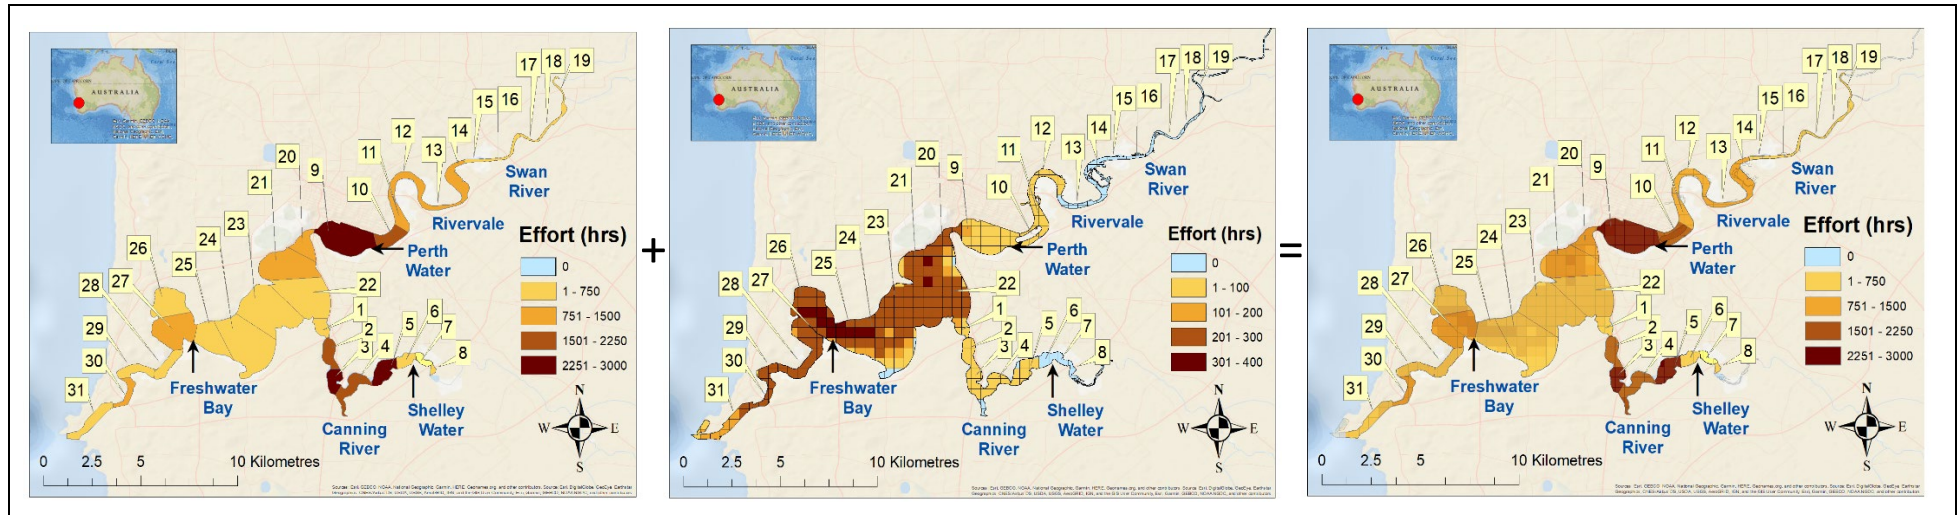 AUSTRALIA
17 18 19
15 16
12 14
11 13
20 9
21 10
Swan
River
Rivervale
23
24
26
25
27
28
Effort (hrs)
0
1 - 750
751 - 1500
1501 - 2250
2251 - 3000
Perth
Water
22
1
2
3 4 5 6 7
8
29
30
31
Freshwater
Bay
Shelley
Water
Canning
River
N
W E
S
0 2.5 5 10 Kilometres
+
AUSTRALIA
17 18 19
15 16
12 14
11 13
20 9
21 10
Swan
River
Rivervale
23
24
26
25
27
28
Effort (hrs)
0
1 - 100
101 - 200
201 - 300
301 - 400
Perth
Water
22
1
2
3 4 5 6 7
8
29
30
31
Freshwater
Bay
Shelley
Water
Canning
River
N
W E
S
0 2.5 5 10 Kilometres
=
AUSTRALIA
17 18 19
15 16
12 14
11 13
20 9
21 10
Swan
River
Rivervale
23
24
26
25
27
28
Effort (hrs)
0
1 - 750
751 - 1500
1501 - 2250
2251 - 3000
Perth
Water
22
1
2
3 4 5 6 7
8
29
30
31
Freshwater
Bay
Shelley
Water
Canning
River
N
W E
S
0 2.5 5 10 Kilometres